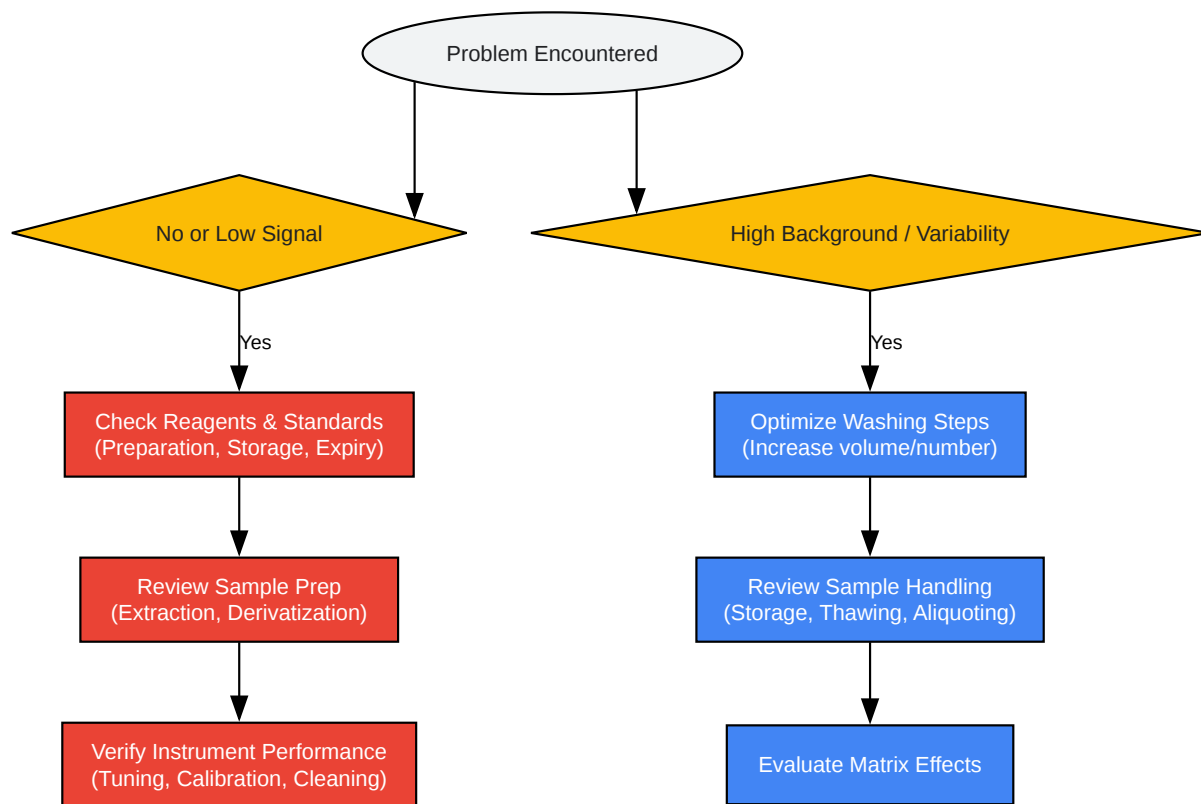 Problem Encountered
No or Low Signal
High Background / Variability
Yes
Yes
Check Reagents & Standards
(Preparation, Storage, Expiry)
Optimize Washing Steps
(Increase volume/number)
Review Sample Prep
(Extraction, Derivatization)
Review Sample Handling
(Storage, Thawing, Aliquoting)
Verify Instrument Performance
(Tuning, Calibration, Cleaning)
Evaluate Matrix Effects